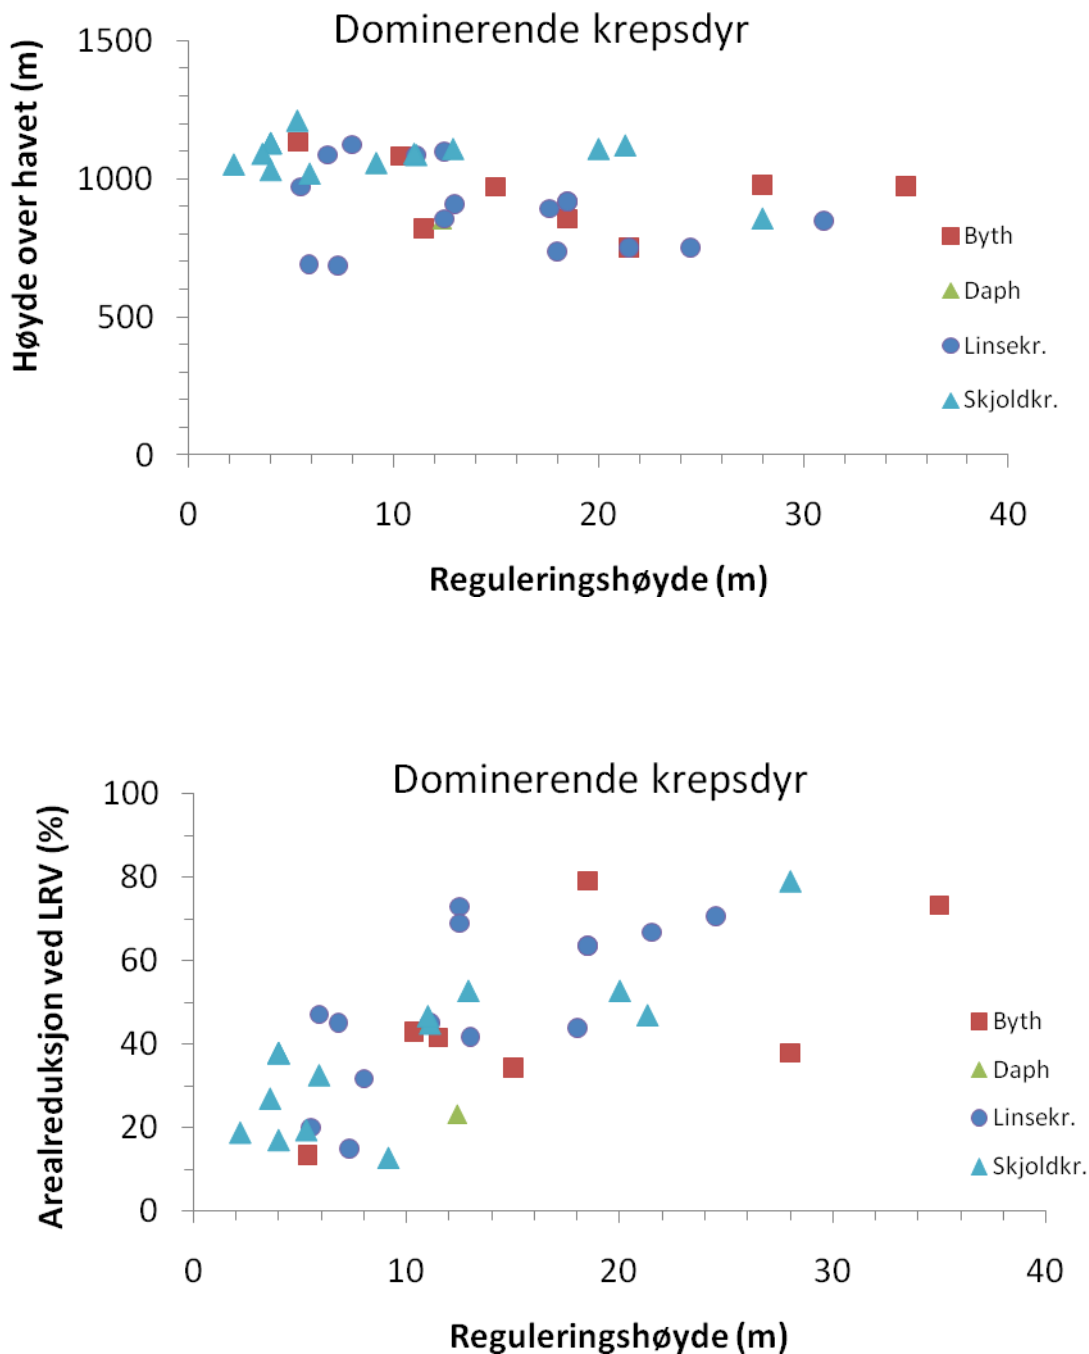 Dominerende krepsdyr
Høyde over havet (m)
1500
1000
500
0
0 10 20 30 40
Reguleringshøyde (m)
Byth
Daph
Linsekr.
Skjoldkr.
Dominerende krepsdyr
Arealreduksjon ved LRV (%)
100
80
60
40
20
0
0 10 20 30 40
Reguleringshøyde (m)
Byth
Daph
Linsekr.
Skjoldkr.